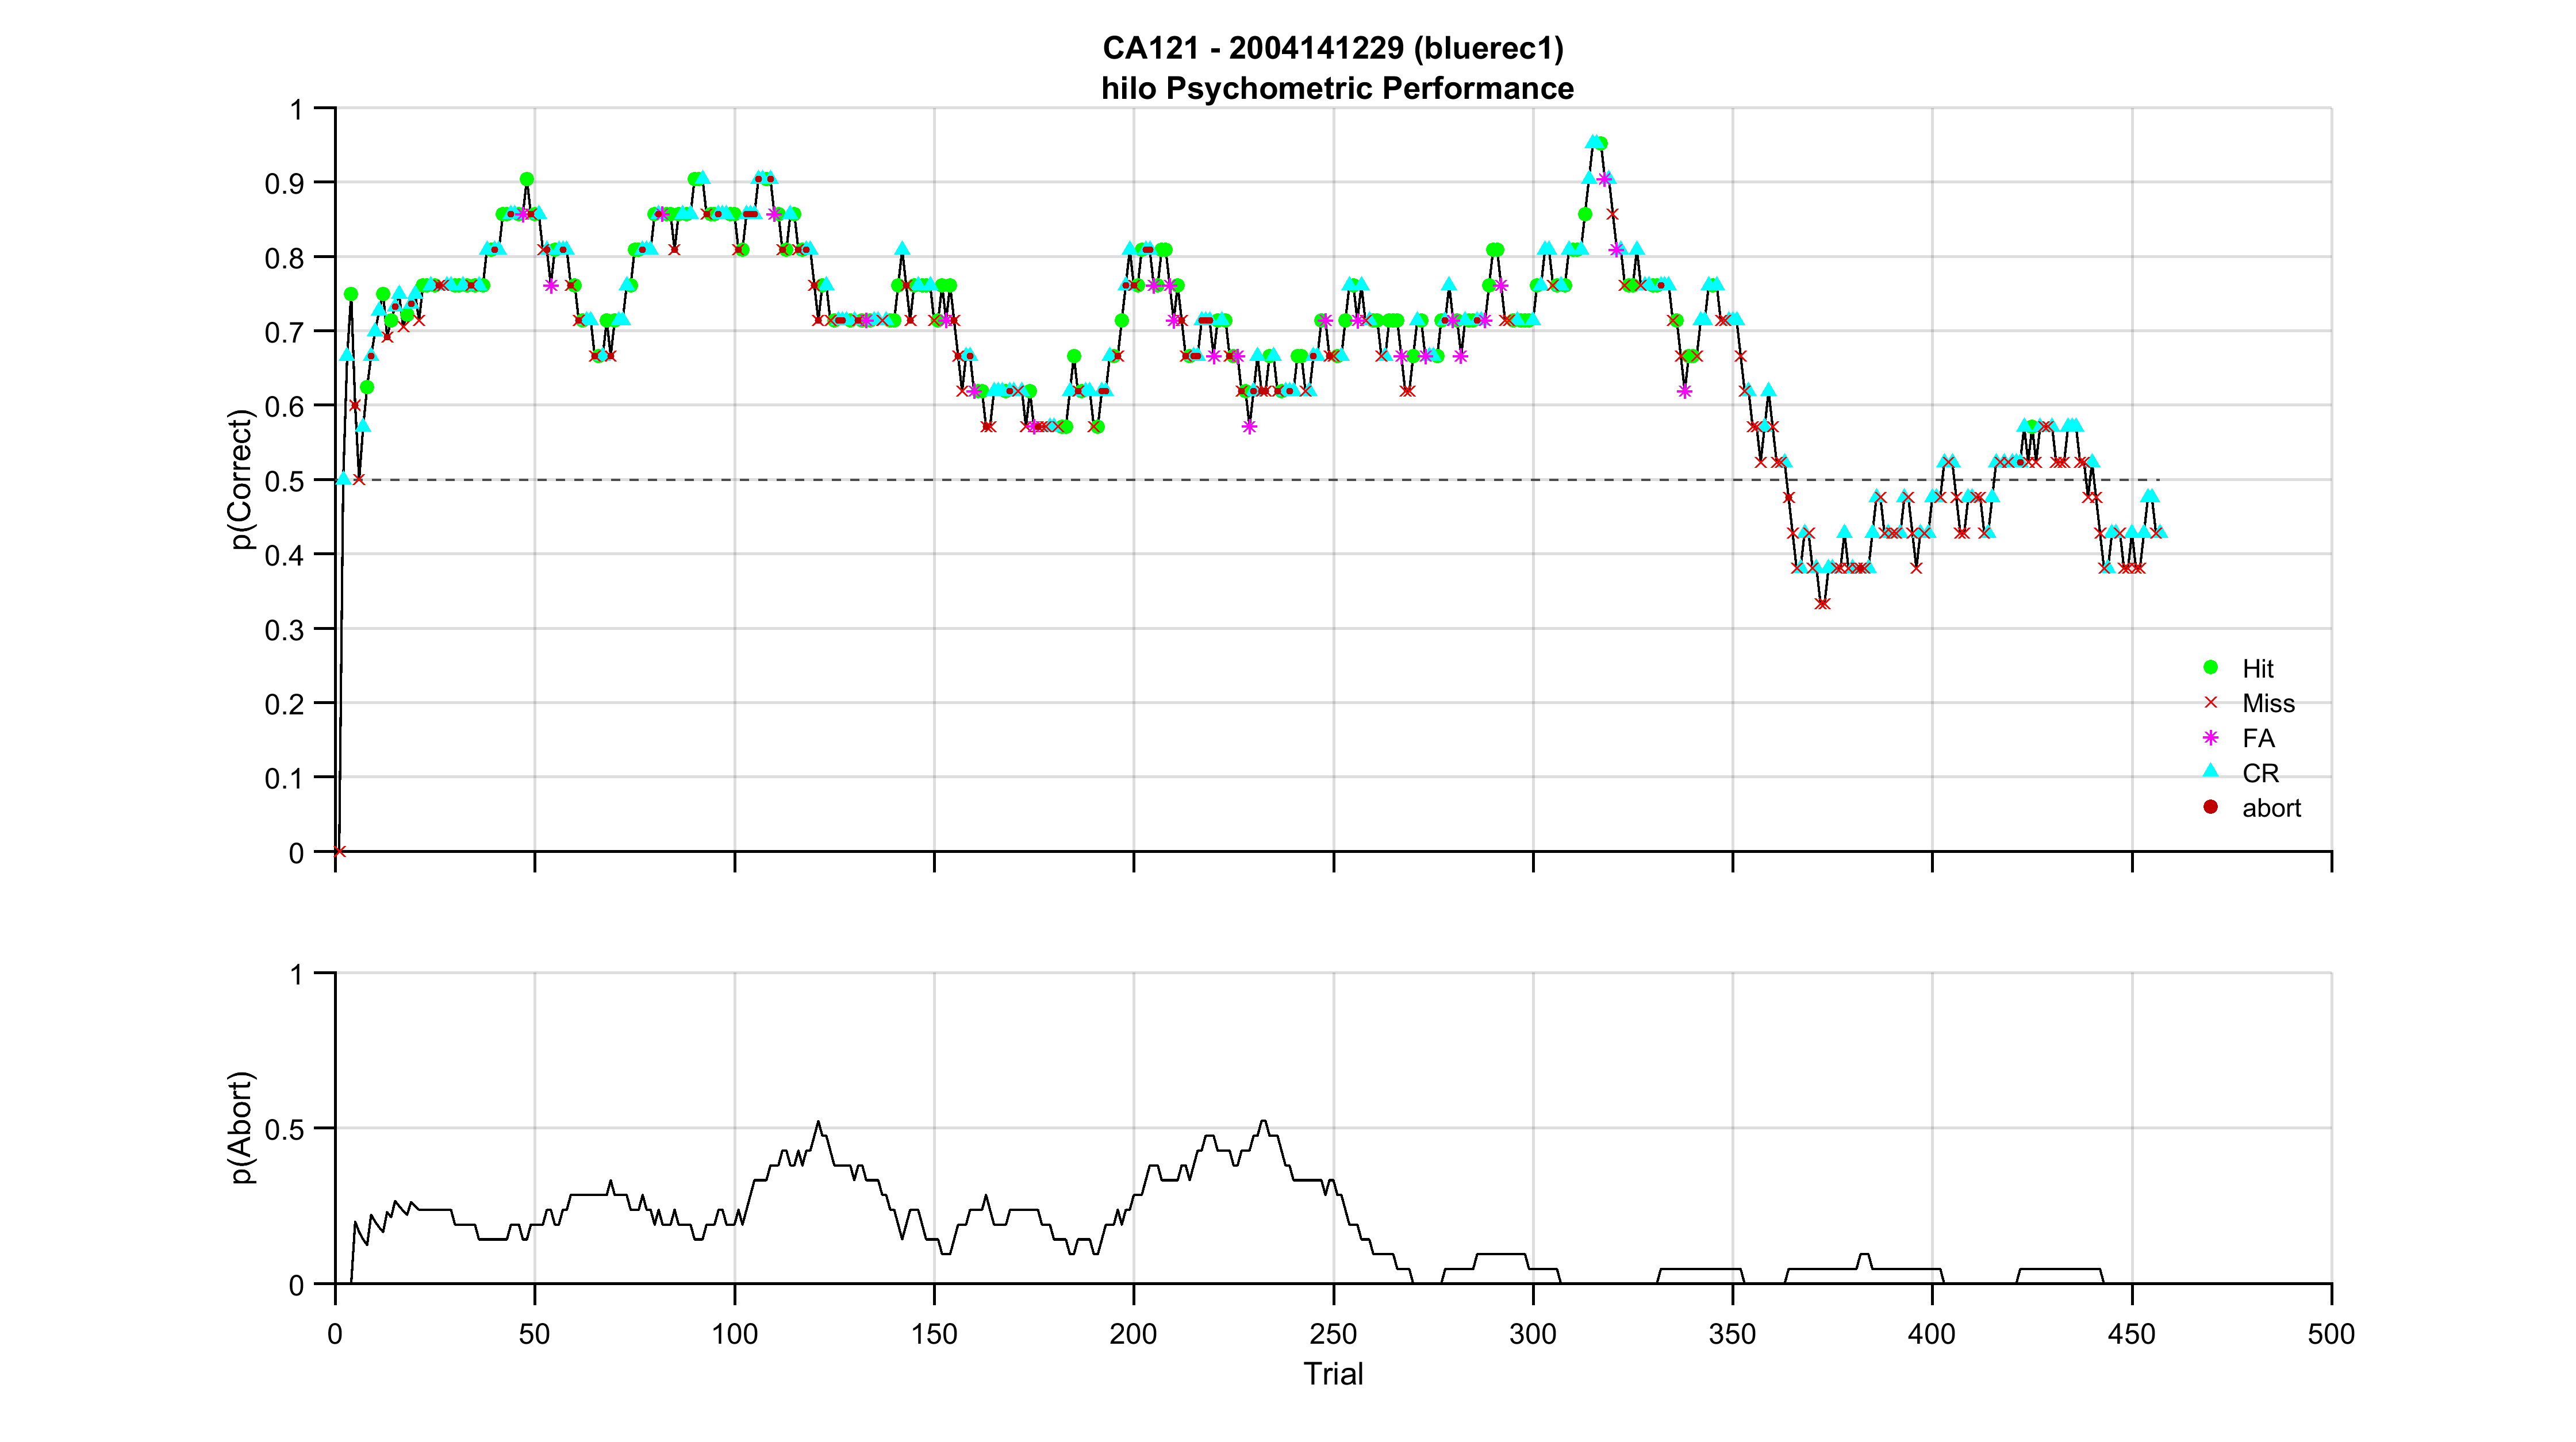 CA121 - 2004141229 (bluerec1)
hilo Psychometric Performance
1
0.9
0.8
0.7
0.6
0.5
0.4
0.3
0.2
0.1
0
p(Correct)
Hit
Miss
FA
CR
abort
1
0.5
0
p(Abort)
0 50 100 150 200 250 300 350 400 450 500
Trial